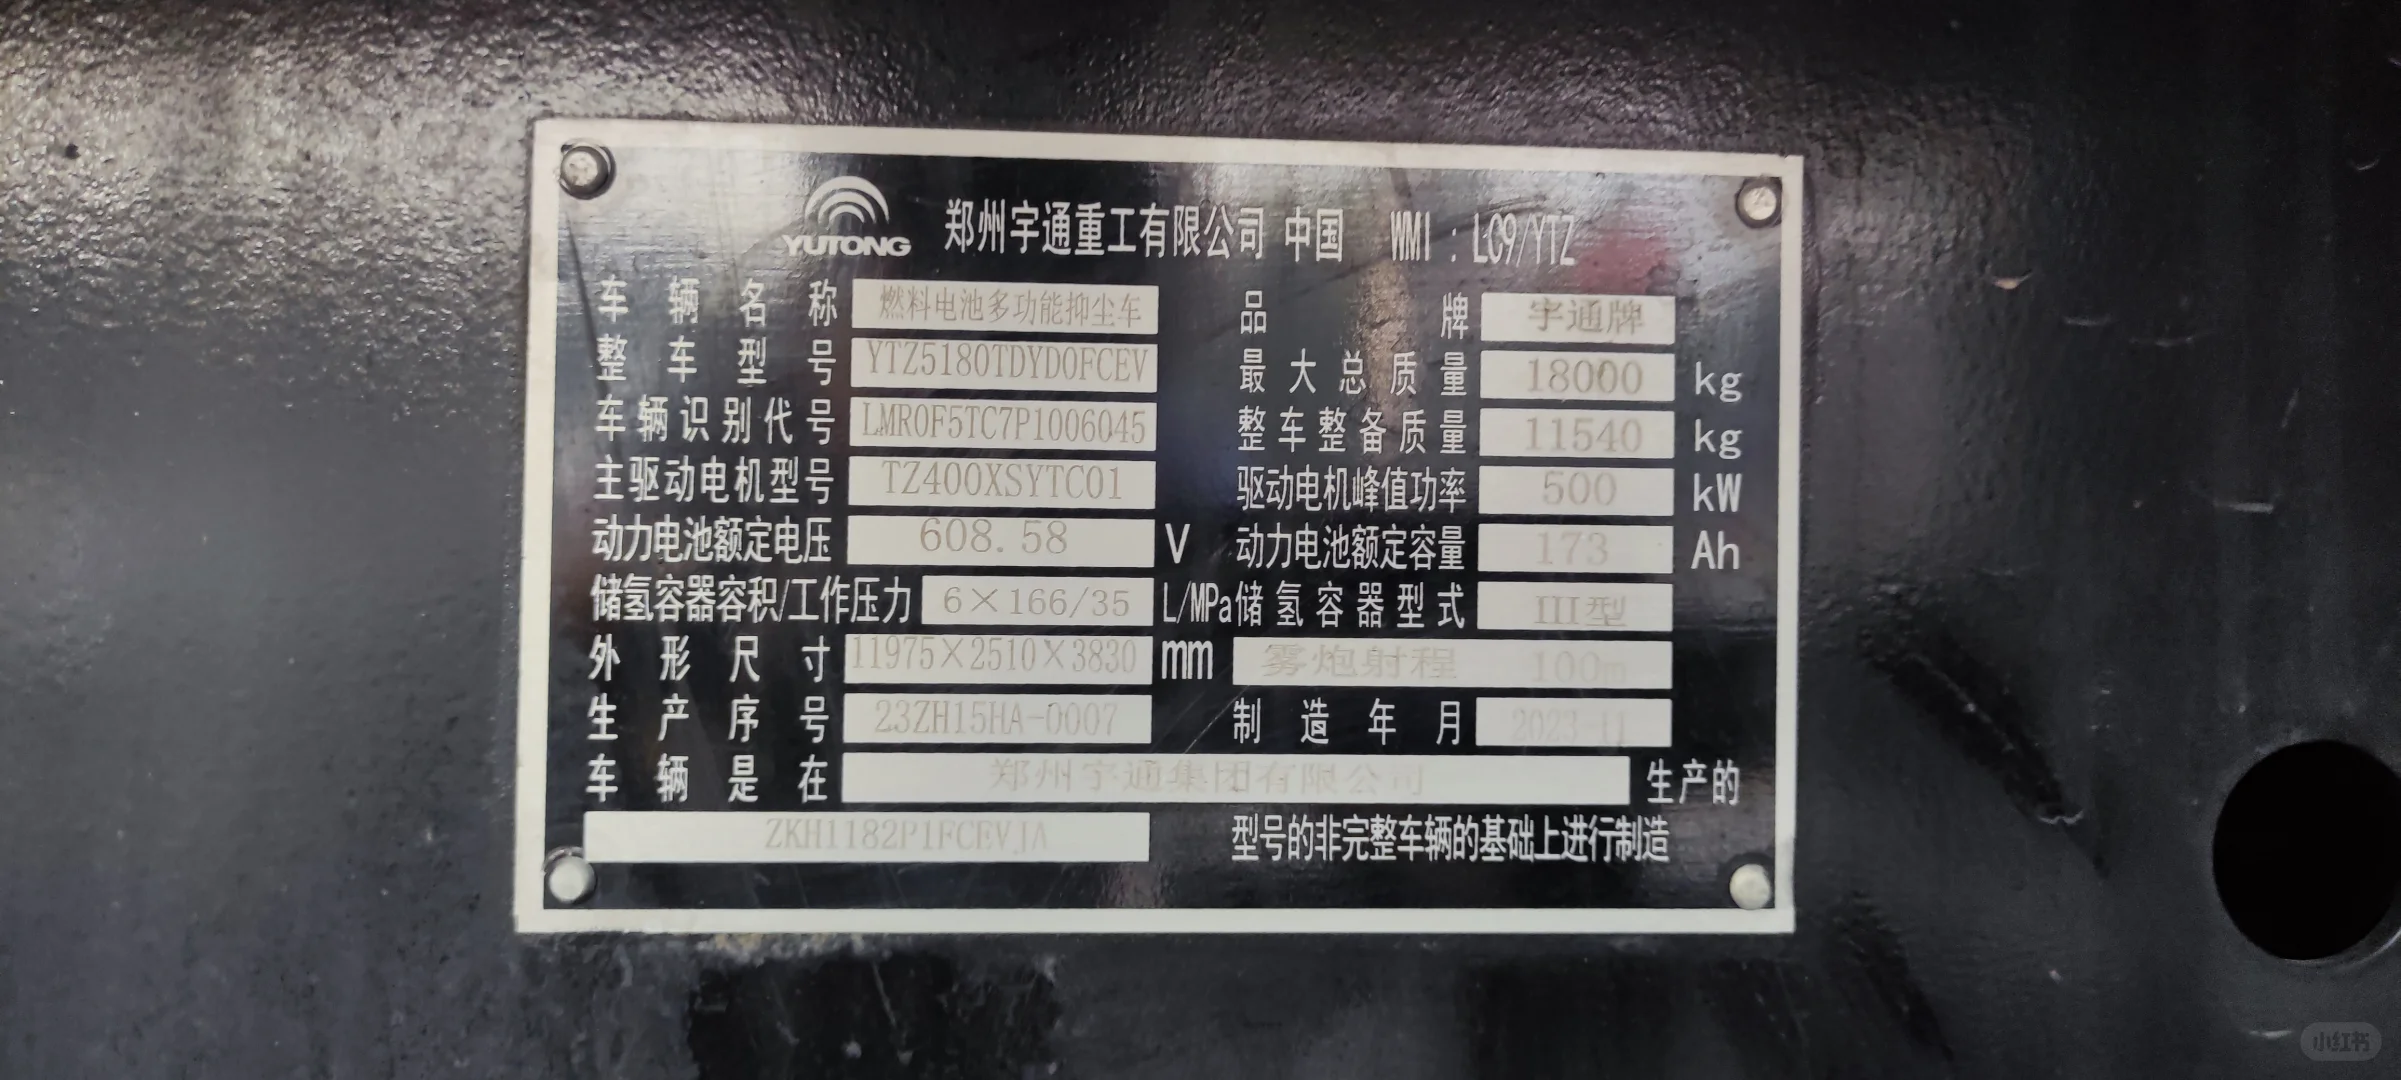 YUTONG 郑州宇通重工有限公司 中国 WMI：LC9/YTZ
车辆名称 燃料电池多功能抑尘车 品牌 宇通牌
整车型号 YTZ5180TDYD0FCEV 最大总质量 18000 kg
车辆识别代号 LMR0F5TC7P1006045 整车整备质量 11540 kg
主驱动电机型号 TZ400XSYTC01 驱动电机峰值功率 500 kW
动力电池额定电压 608.58 V 动力电池额定容量 173 Ah
储氢容器容积/工作压力 6×166/35 L/MPa 储氢容器型式 III型
外形尺寸 11975×2510×3830 mm 雾炮射程 100m
生产序号 23ZH15HA-0007 制造年月 2023-11
车辆是在 郑州宇通集团有限公司 生产的
ZKH1182P1FCEVJA 型号的非完整车辆的基础上进行制造
小红书